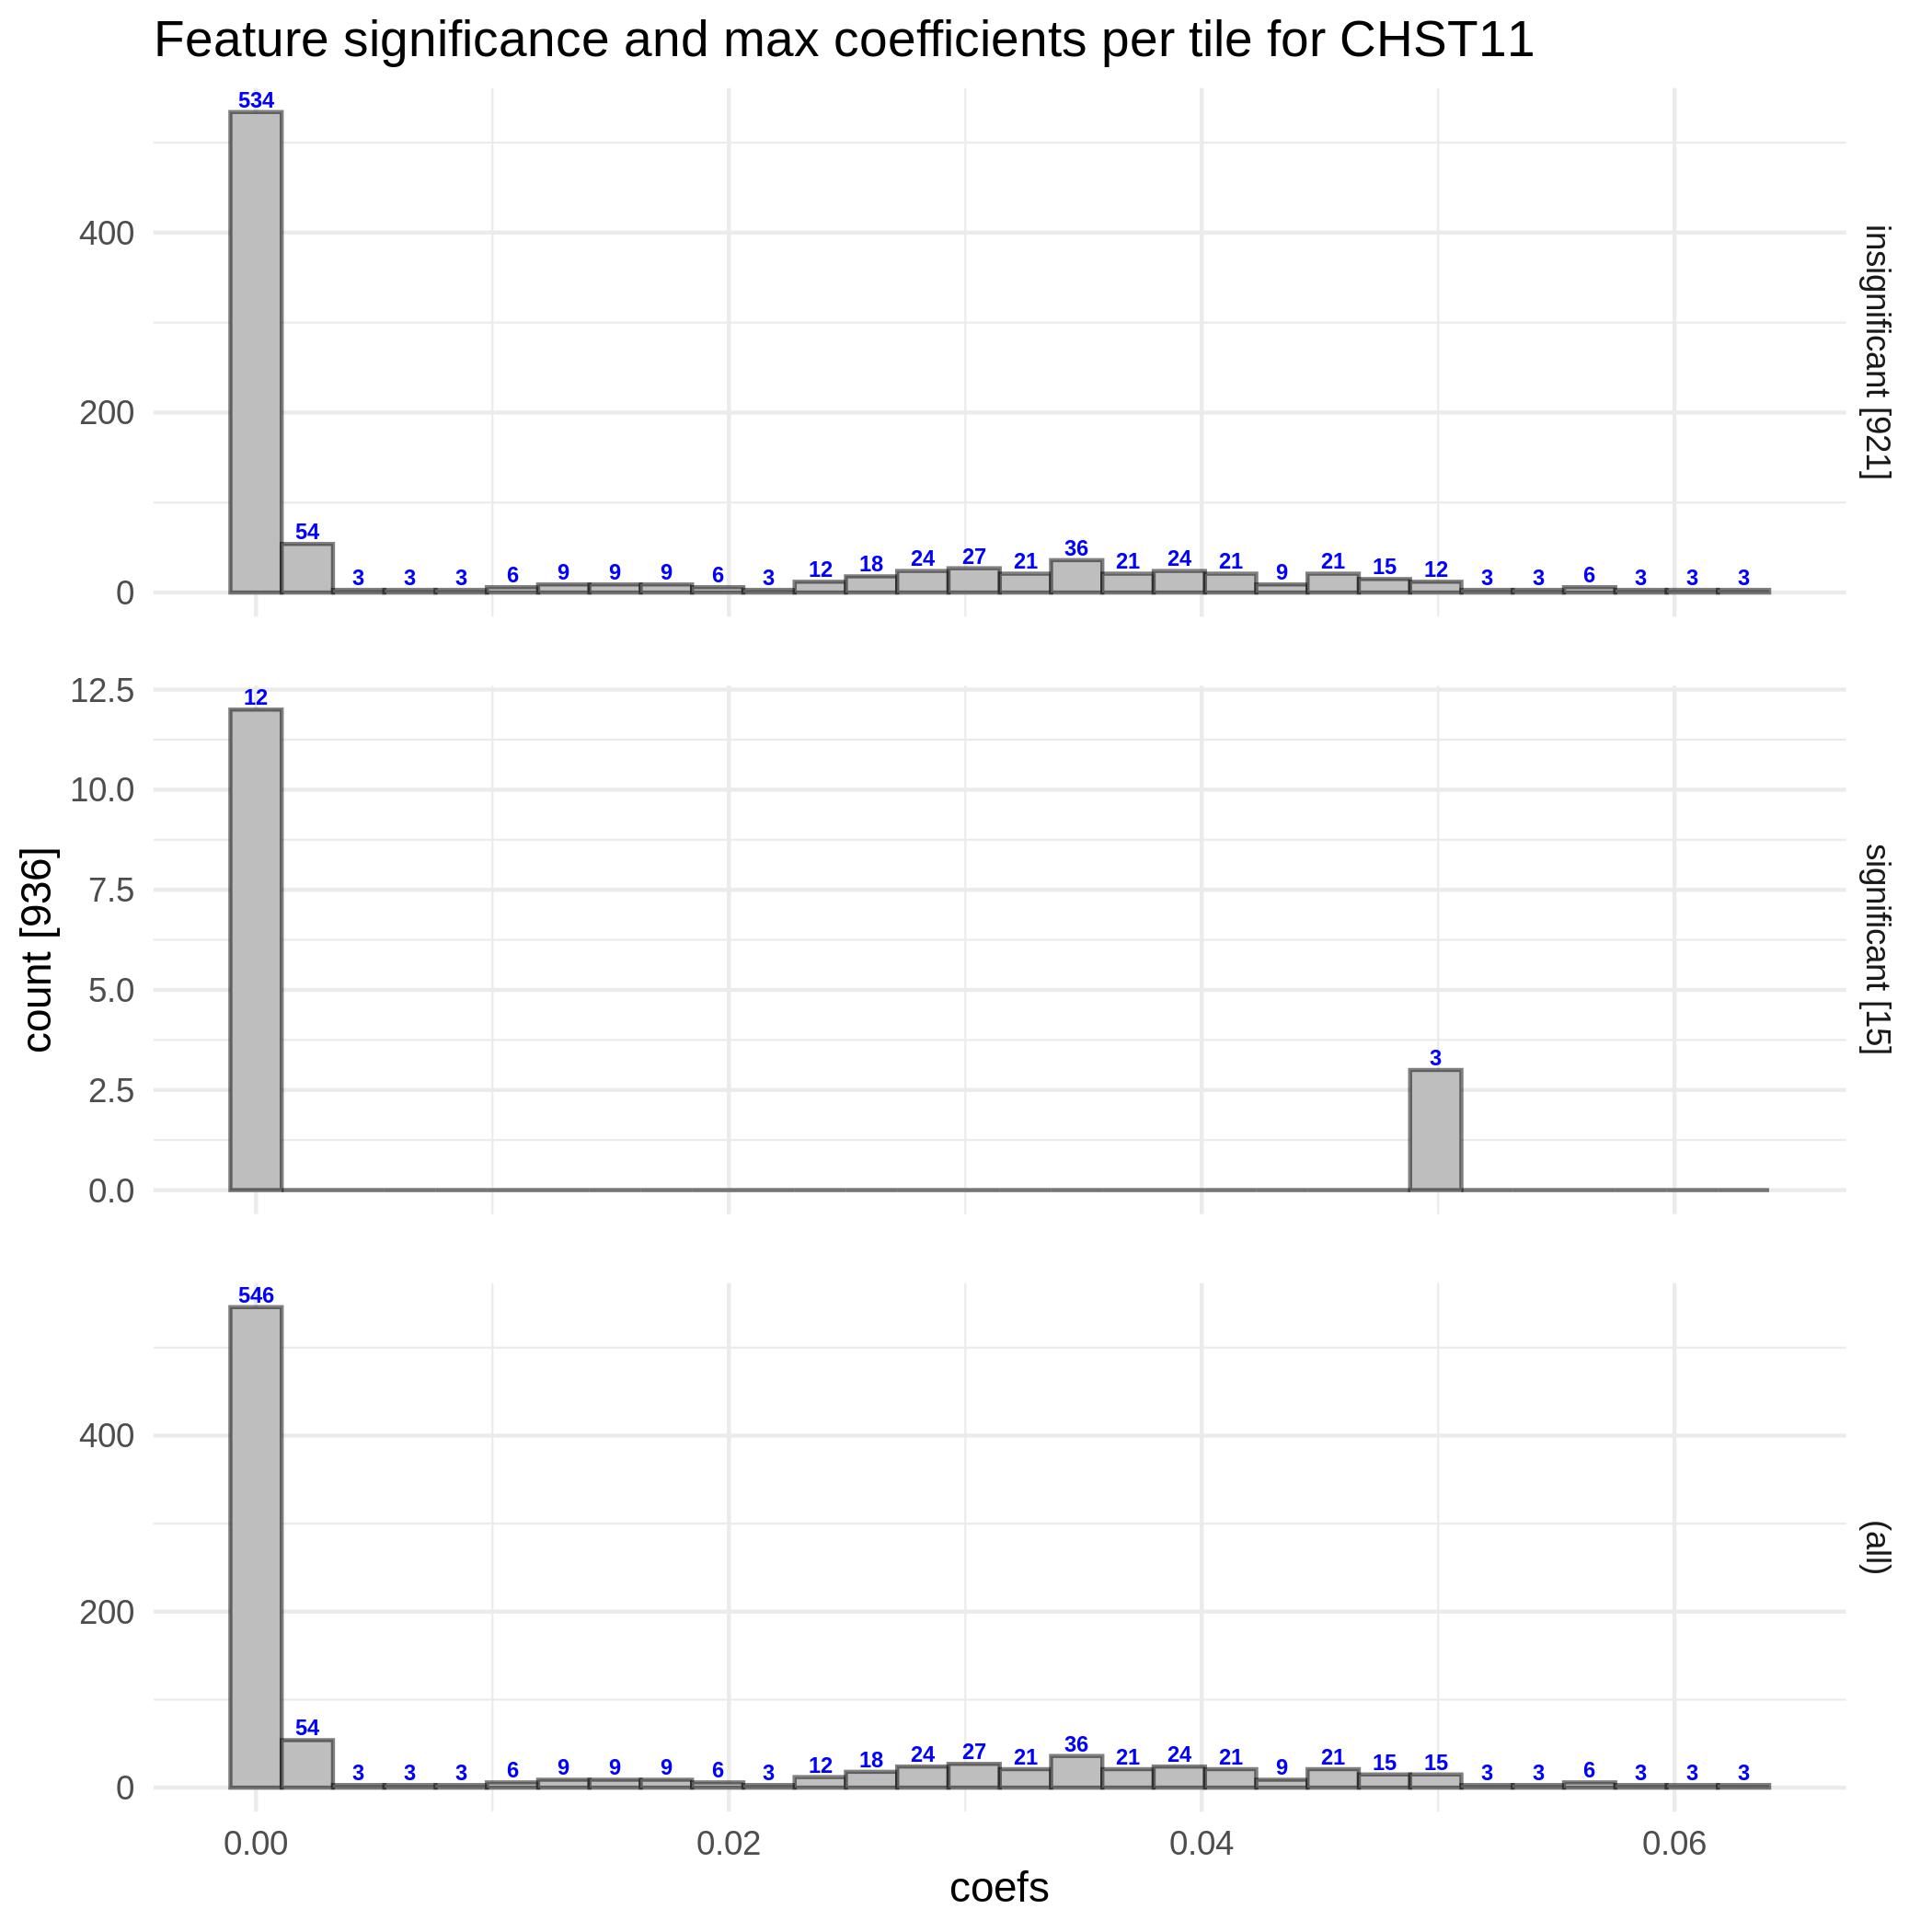 Feature significance and max coefficients per tile for CHST11
534
400
200
0
54 3 3 3 6 9 9 9 6 3 12 18 24 27 21 36 21 24 21 9 21 15 12 3 3 6 3 3 3
insignificant [921]
count [936]
12.5
10.0
7.5
5.0
2.5
0.0
12
3
significant [15]
546
400
200
0
54 3 3 3 6 9 9 9 6 3 12 18 24 27 21 36 21 24 21 9 21 15 15 3 3 6 3 3 3
(all)
0.00 0.02 0.04 0.06
coefs